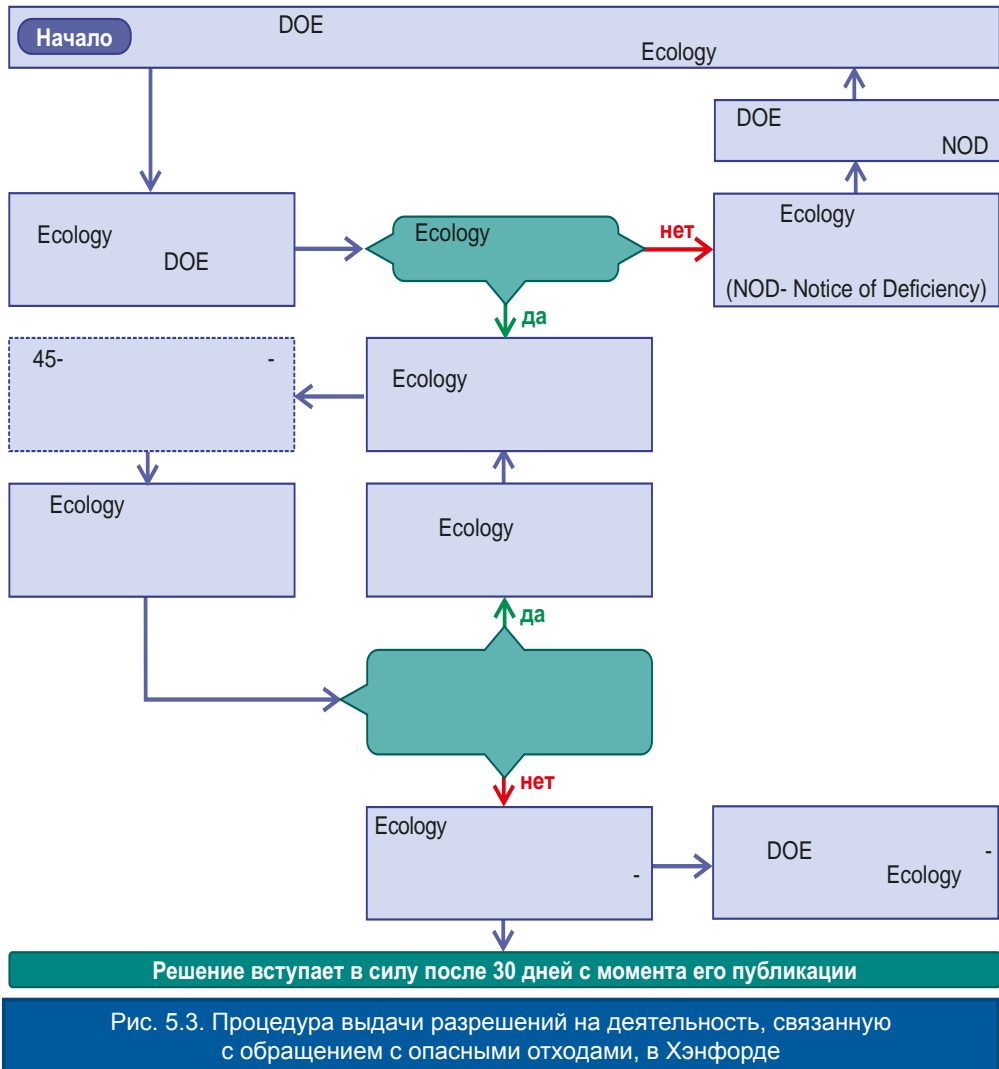 DOE
Начало
Ecology
DOE
NOD
Ecology
DOE
Ecology
нет
Ecology
(NOD- Notice of Deficiency)
да
45- -
Ecology
Ecology
Ecology
да
нет
Ecology
-
DOE -
Ecology
Решение вступает в силу после 30 дней с момента его публикации
Рис. 5.3. Процедура выдачи разрешений на деятельность, связанную
с обращением с опасными отходами, в Хэнфорде